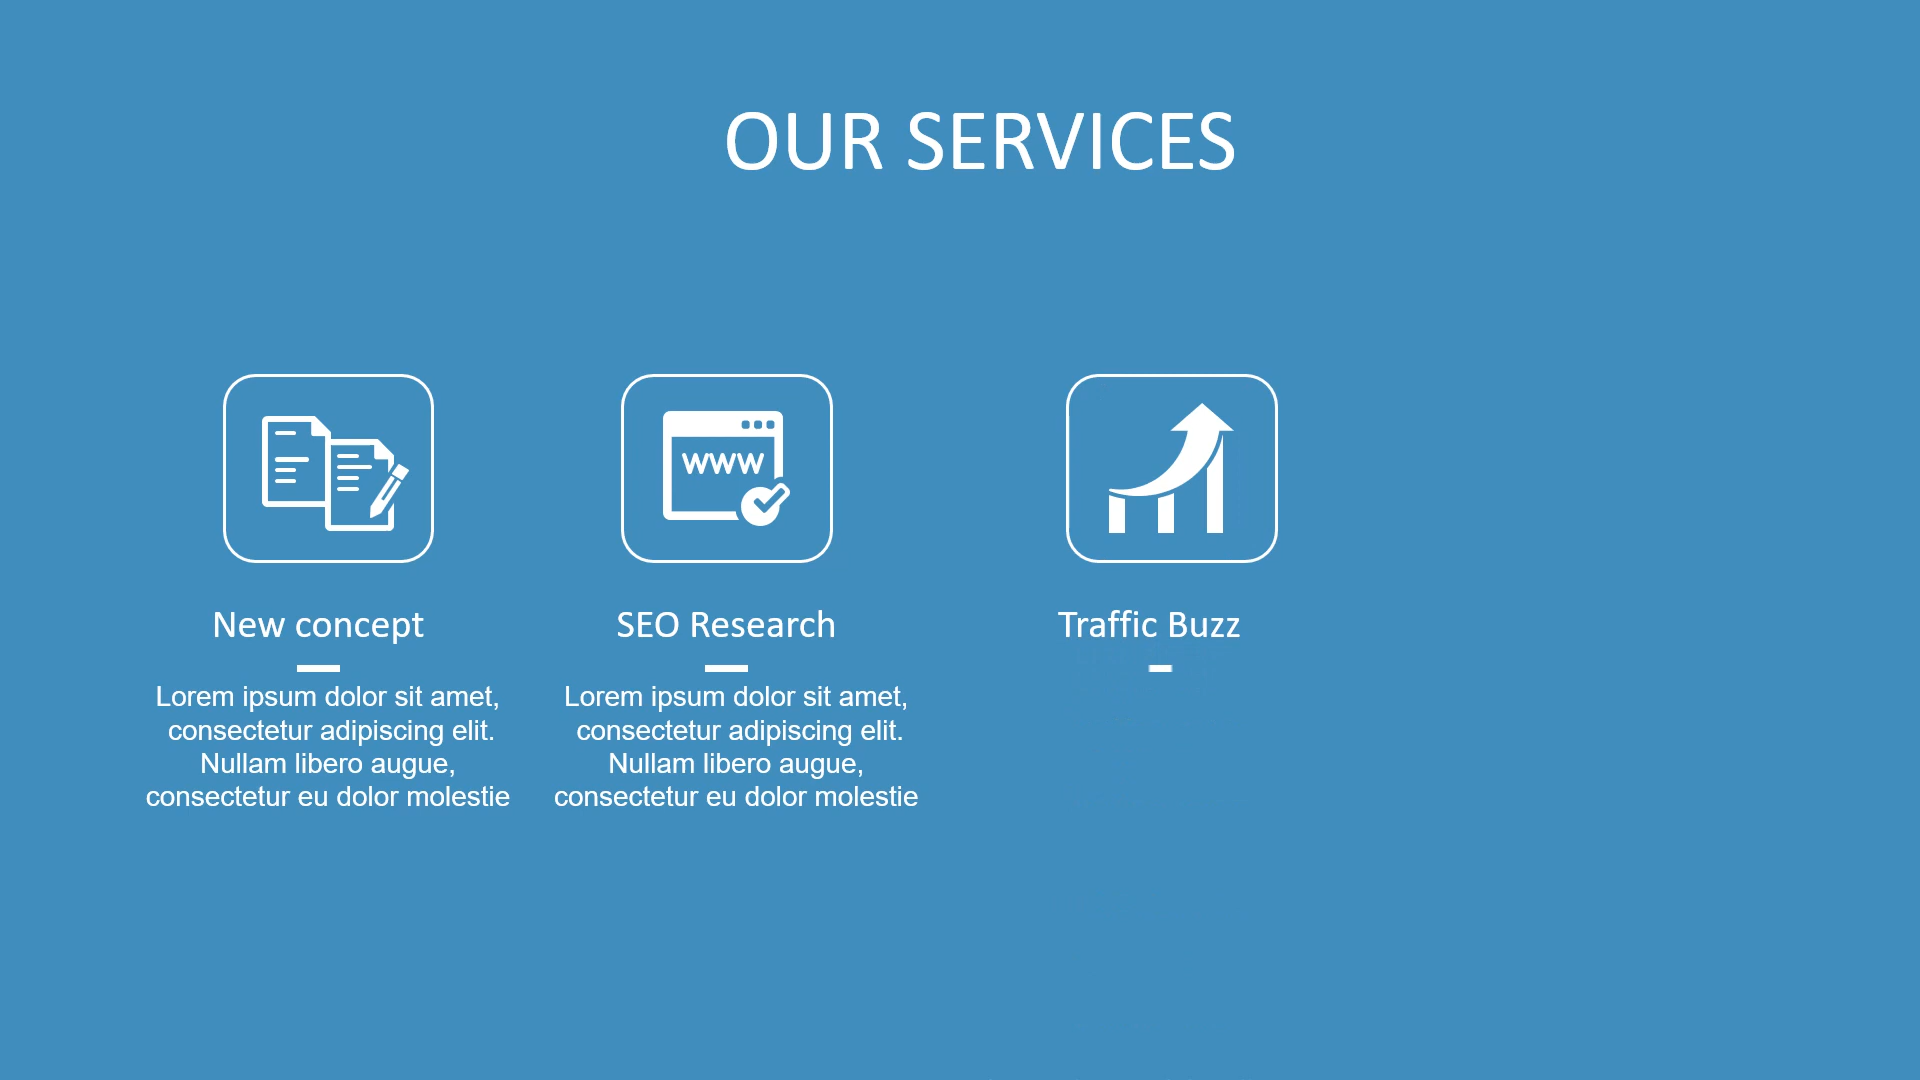 OUR SERVICES
WWW
New concept
Lorem ipsum dolor sit amet,
consectetur adipiscing elit.
Nullam libero augue,
consectetur eu dolor molestie
SEO Research
Lorem ipsum dolor sit amet,
consectetur adipiscing elit.
Nullam libero augue,
consectetur eu dolor molestie
Traffic Buzz